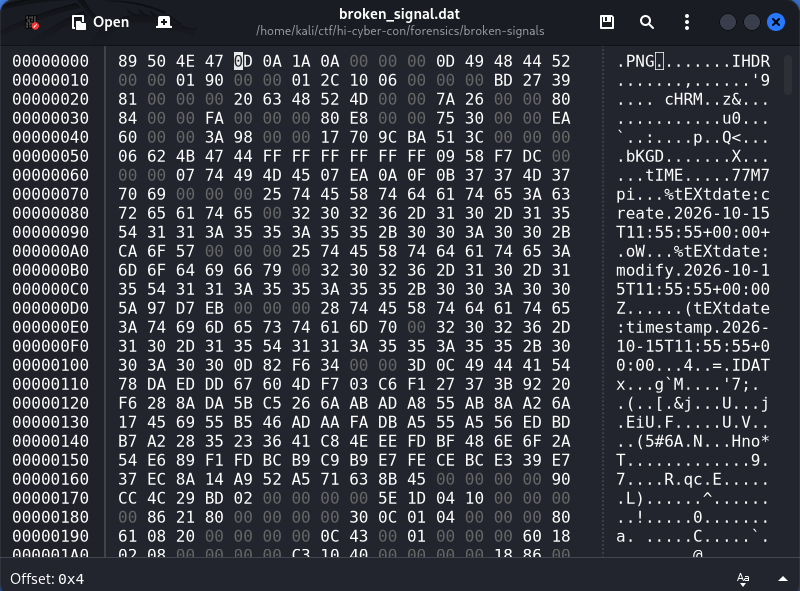 Open
broken_signal.dat
/home/kali/ctf/hi-cyber-con/forensics/broken-signals
00000000 89 50 4E 47 0D 0A 1A 0A 00 00 00 0D 49 48 44 52 .PNG........IHDR
00000010 00 00 01 90 00 00 01 2C 10 06 00 00 00 BD 27 39 .......,......'9
00000020 81 00 00 00 20 63 48 52 4D 00 00 7A 26 00 00 80 .... cHRM..z&...
00000030 84 00 00 FA 00 00 00 80 E8 00 00 75 30 00 00 EA ...........u0...
00000040 60 00 00 3A 98 00 00 17 70 9C BA 51 3C 00 00 00 `..:....p..Q<...
00000050 06 62 4B 47 44 FF FF FF FF FF FF 09 58 F7 DC 00 .bKGD.......X...
00000060 00 00 07 74 49 4D 45 07 EA 0A 0F 0B 37 37 4D 37 ...tIME.....77M7
00000070 70 69 00 00 00 25 74 45 58 74 64 61 74 65 3A 63 pi...%tEXtdate:c
00000080 72 65 61 74 65 00 32 30 32 36 2D 31 30 2D 31 35 reate.2026-10-15
00000090 54 31 31 3A 35 35 3A 35 35 2B 30 30 3A 30 30 2B T11:55:55+00:00+
000000A0 CA 6F 57 00 00 00 25 74 45 58 74 64 61 74 65 3A .oW...%tEXtdate:
000000B0 6D 6F 64 69 66 79 00 32 30 32 36 2D 31 30 2D 31 modify.2026-10-1
000000C0 35 54 31 31 3A 35 35 3A 35 35 2B 30 30 3A 30 30 5T11:55:55+00:00
000000D0 5A 97 D7 EB 00 00 00 28 74 45 58 74 64 61 74 65 Z......(tEXtdate
000000E0 3A 74 69 6D 65 73 74 61 6D 70 00 32 30 32 36 2D :timestamp.2026-
000000F0 31 30 2D 31 35 54 31 31 3A 35 35 3A 35 35 2B 30 10-15T11:55:55+0
00000100 30 3A 30 30 0D 82 F6 34 00 00 3D 0C 49 44 41 54 0:00...4..=.IDAT
00000110 78 DA ED DD 67 60 4D F7 03 C6 F1 27 37 3B 92 20 x...g`M....'7;. 
00000120 F6 28 8A DA 5B C5 26 6A AB AD A8 55 AB 8A A2 6A .(..[.&j...U...j
00000130 17 45 69 55 B5 46 AD AA FA DB A5 55 A5 56 ED BD .EiU.F.....U.V..
00000140 B7 A2 28 35 23 36 41 C8 4E EE FD BF 48 6E 6F 2A ..(5#6A.N...Hno*
00000150 54 E6 89 F1 FD BC B9 C9 B9 E7 FE CE BC E3 39 E7 T.............9.
00000160 37 EC 8A 14 A9 52 A5 71 63 8B 45 00 00 00 00 90 7....R.qc.E.....
00000170 CC 4C 29 BD 02 00 00 00 00 5E 1D 04 10 00 00 00 .L)......^......
00000180 00 86 21 80 00 00 00 00 30 0C 01 04 00 00 00 80 ..!.....0.......
00000190 61 08 20 00 00 00 00 0C 43 00 01 00 00 00 60 18 a. .....C.....`.
000001A0 02 08 00 00 00 00 C3 10 40 00 00 00 00 18 86 00 ........@.......
Offset: 0x4
Aa